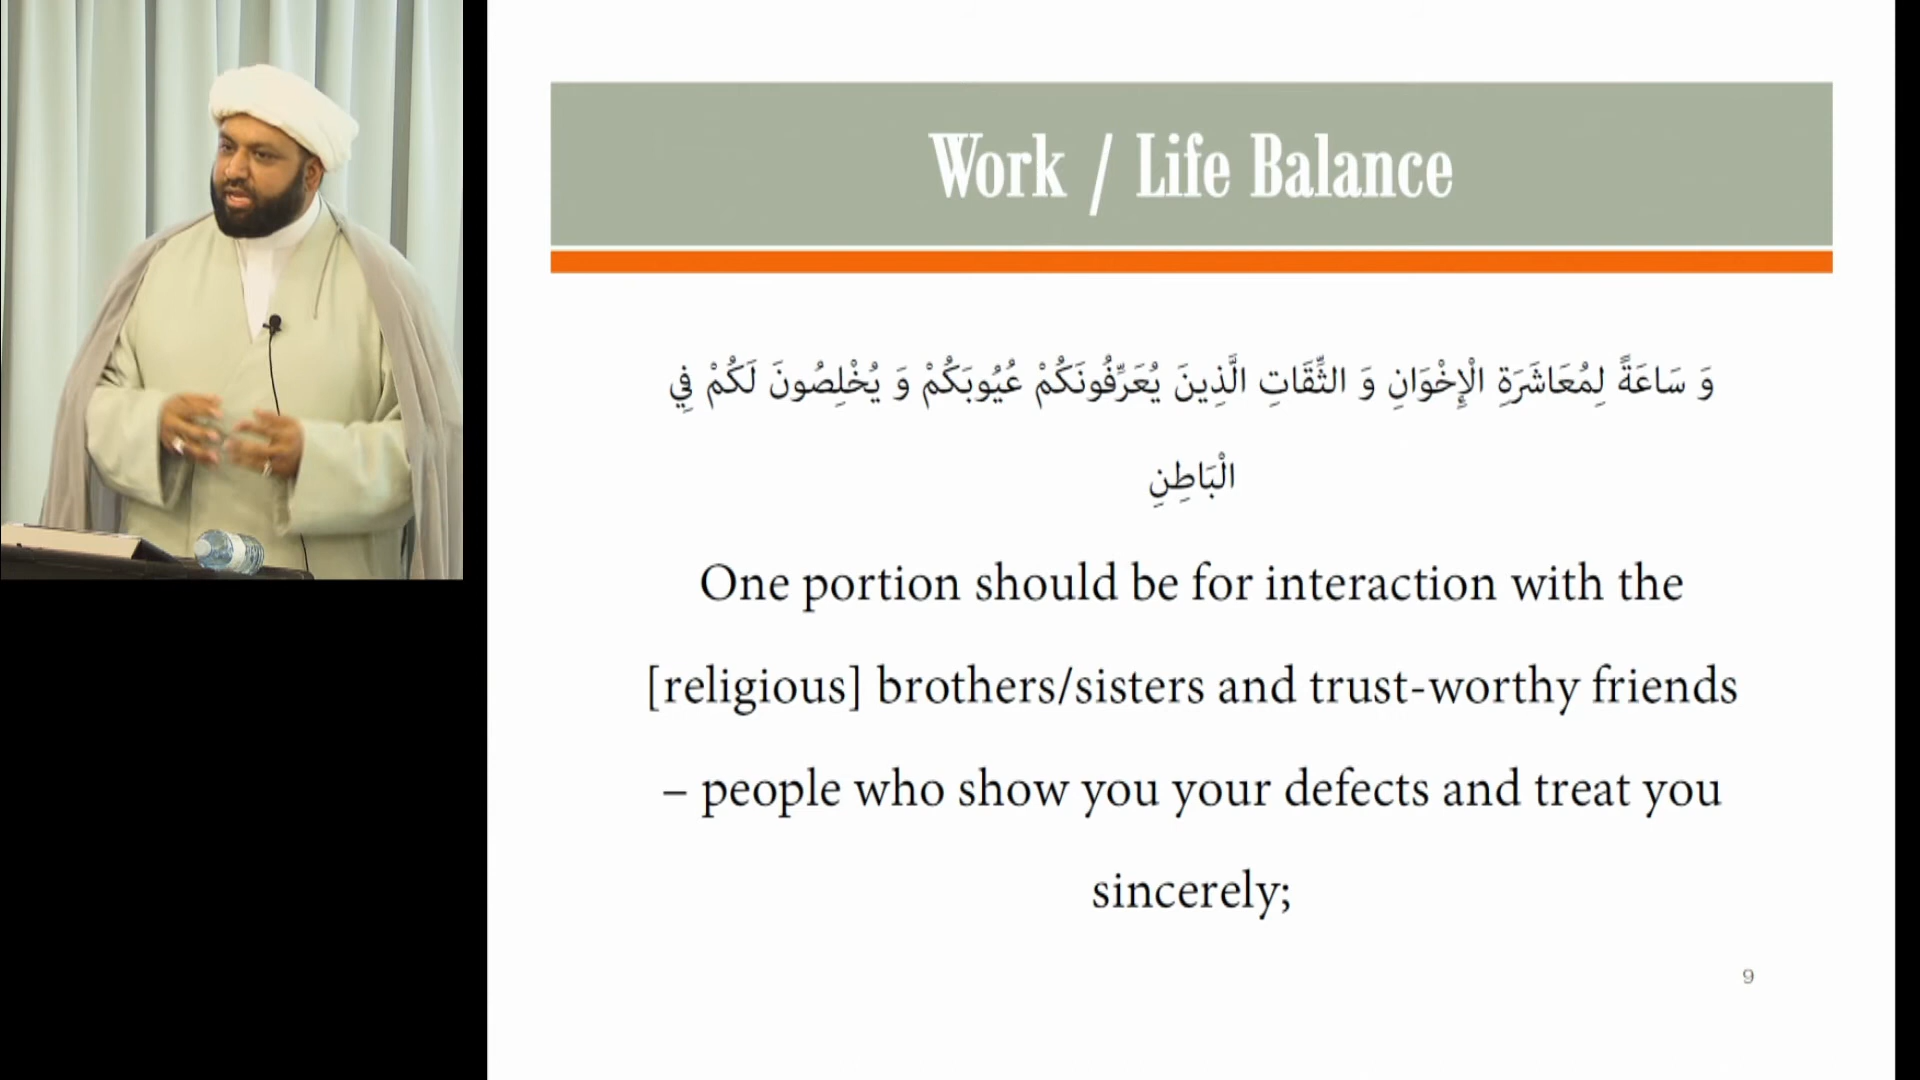 Work / Life Balance
وَ سَاعَةً لِمُعَاشَرَةِ الْإِخْوَانِ وَ الثِّقَاتِ الَّذِينَ يُعَرِّفُونَكُمْ عُيُوبَكُمْ وَ يُخْلِصُونَ لَكُمْ فِي
الْبَاطِنِ
One portion should be for interaction with the
[religious] brothers/sisters and trust-worthy friends
– people who show you your defects and treat you
sincerely;
9